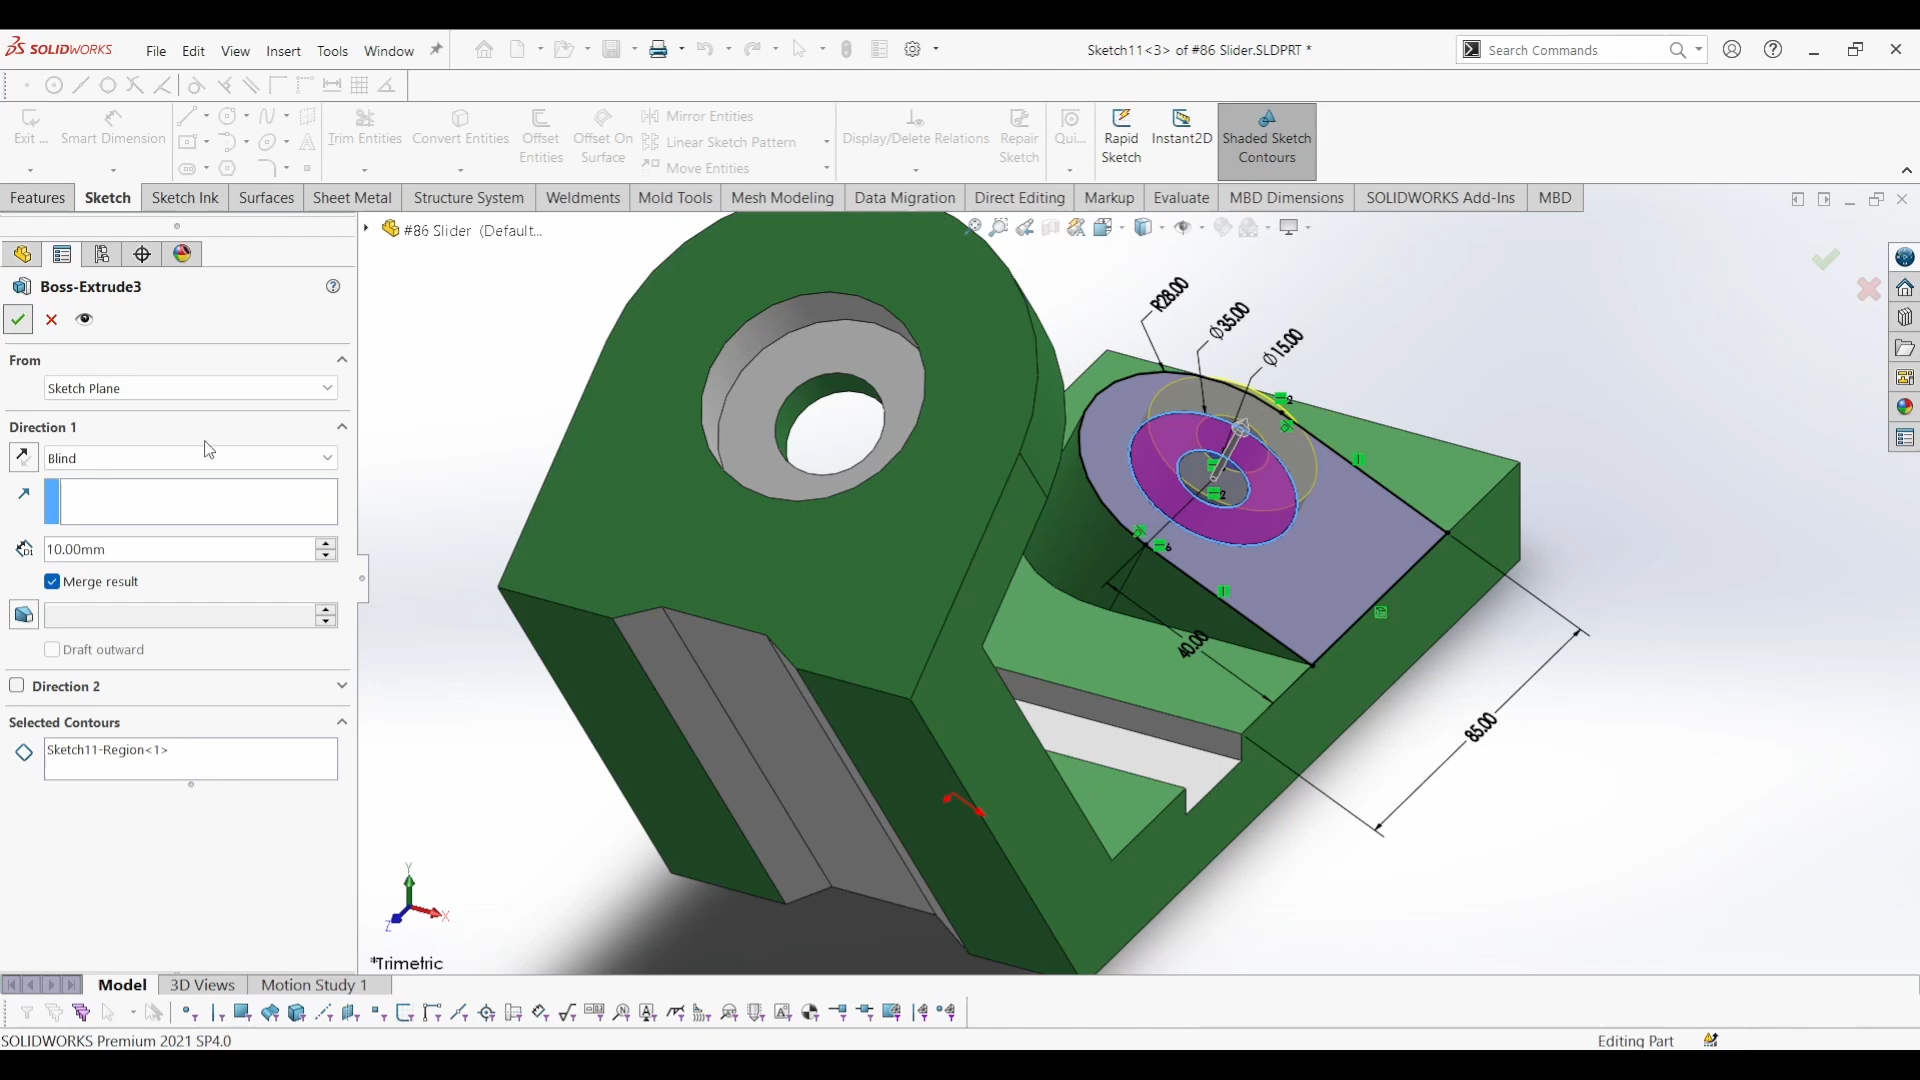 SOLIDWORKS File Edit View Insert Tools Window Sketch11<3> of #86 Slider.SLDPRT * Search Commands
Exit ... Smart Dimension Trim Entities Convert Entities Offset Entities Offset On Surface Mirror Entities Linear Sketch Pattern Move Entities Display/Delete Relations Repair Sketch Qui... Rapid Sketch Instant2D Shaded Sketch Contours
Features Sketch Sketch Ink Surfaces Sheet Metal Structure System Weldments Mold Tools Mesh Modeling Data Migration Direct Editing Markup Evaluate MBD Dimensions SOLIDWORKS Add-Ins MBD
#86 Slider (Default...
Boss-Extrude3
From
Sketch Plane
Direction 1
Blind
10.00mm
Merge result
Draft outward
Direction 2
Selected Contours
Sketch11-Region<1>
R28.00
Ø35.00
Ø15.00
2
2
6
40.00
85.00
Y
X
Z
*Trimetric
Model 3D Views Motion Study 1
SOLIDWORKS Premium 2021 SP4.0 Editing Part